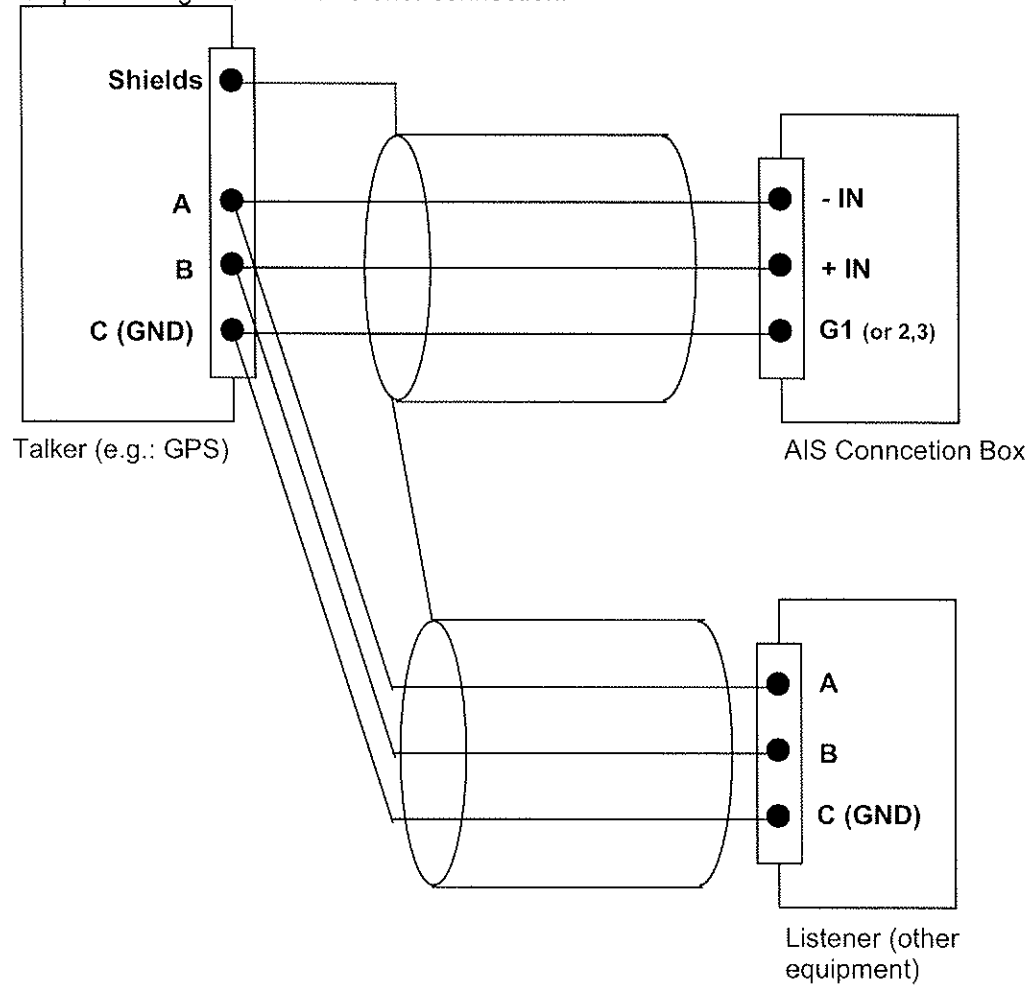 Shields
A
B
C (GND)
Talker (e.g.: GPS)
- IN
+ IN
G1 (or 2,3)
AIS Conncetion Box
A
B
C (GND)
Listener (other
equipment)